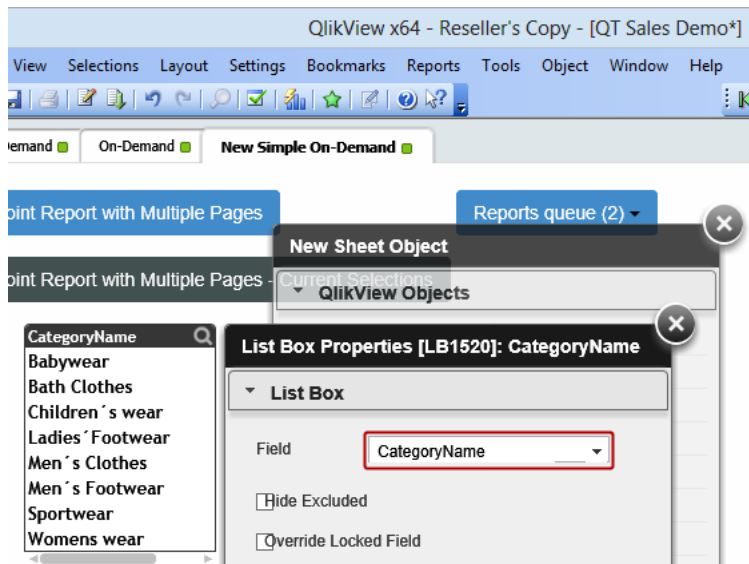 QlikView x64 - Reseller's Copy - [QT Sales Demo*]
View Selections Layout Settings Bookmarks Reports Tools Object Window Help
Demand On-Demand New Simple On-Demand
oint Report with Multiple Pages Reports queue (2)
New Sheet Object
oint Report with Multiple Pages - Current Selections
QlikView Objects
CategoryName
List Box Properties [LB1520]: CategoryName
Babywear
Bath Clothes
List Box
Children´s wear
Ladies´Footwear
Field CategoryName
Men´s Clothes
Men´s Footwear
Hide Excluded
Sportwear
Womens wear
Override Locked Field